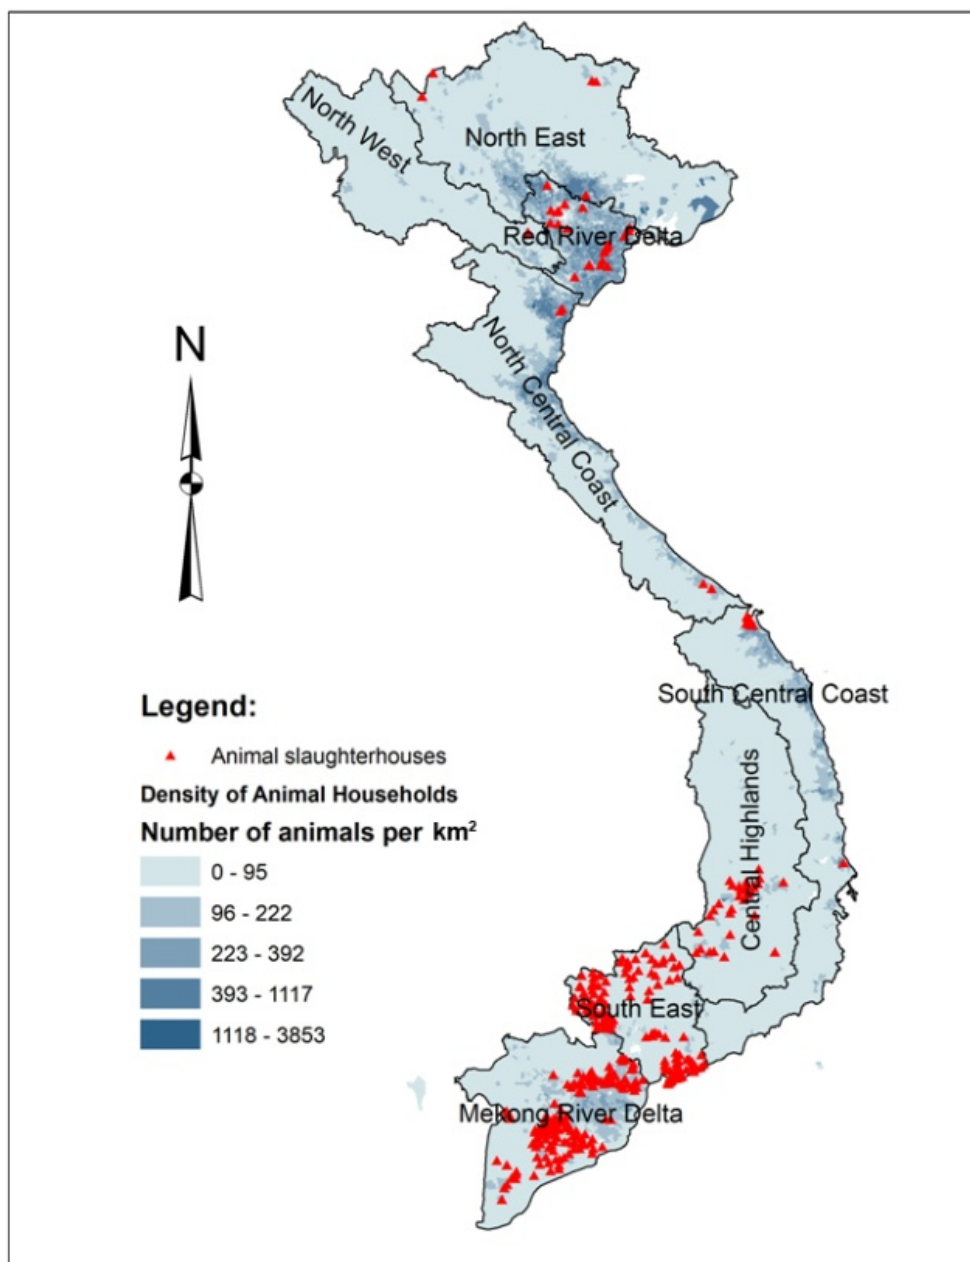 North West
North East
Red River Delta
N
North Central Coast
South Central Coast
Legend:
Animal slaughterhouses
Density of Animal Households
Number of animals per km²
0 - 95
96 - 222
223 - 392
393 - 1117
1118 - 3853
Central Highlands
South East
Mekong River Delta